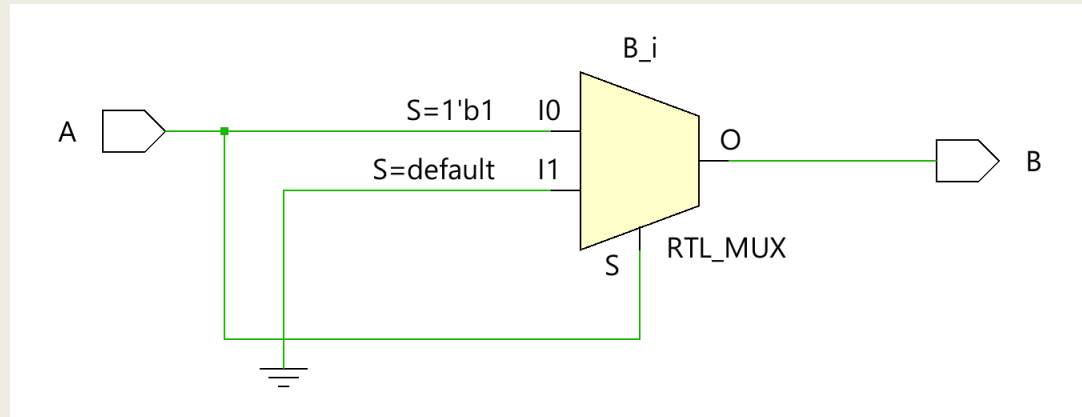 B_i
S=1'b1 I0
A
O
S=default I1
B
RTL_MUX
S